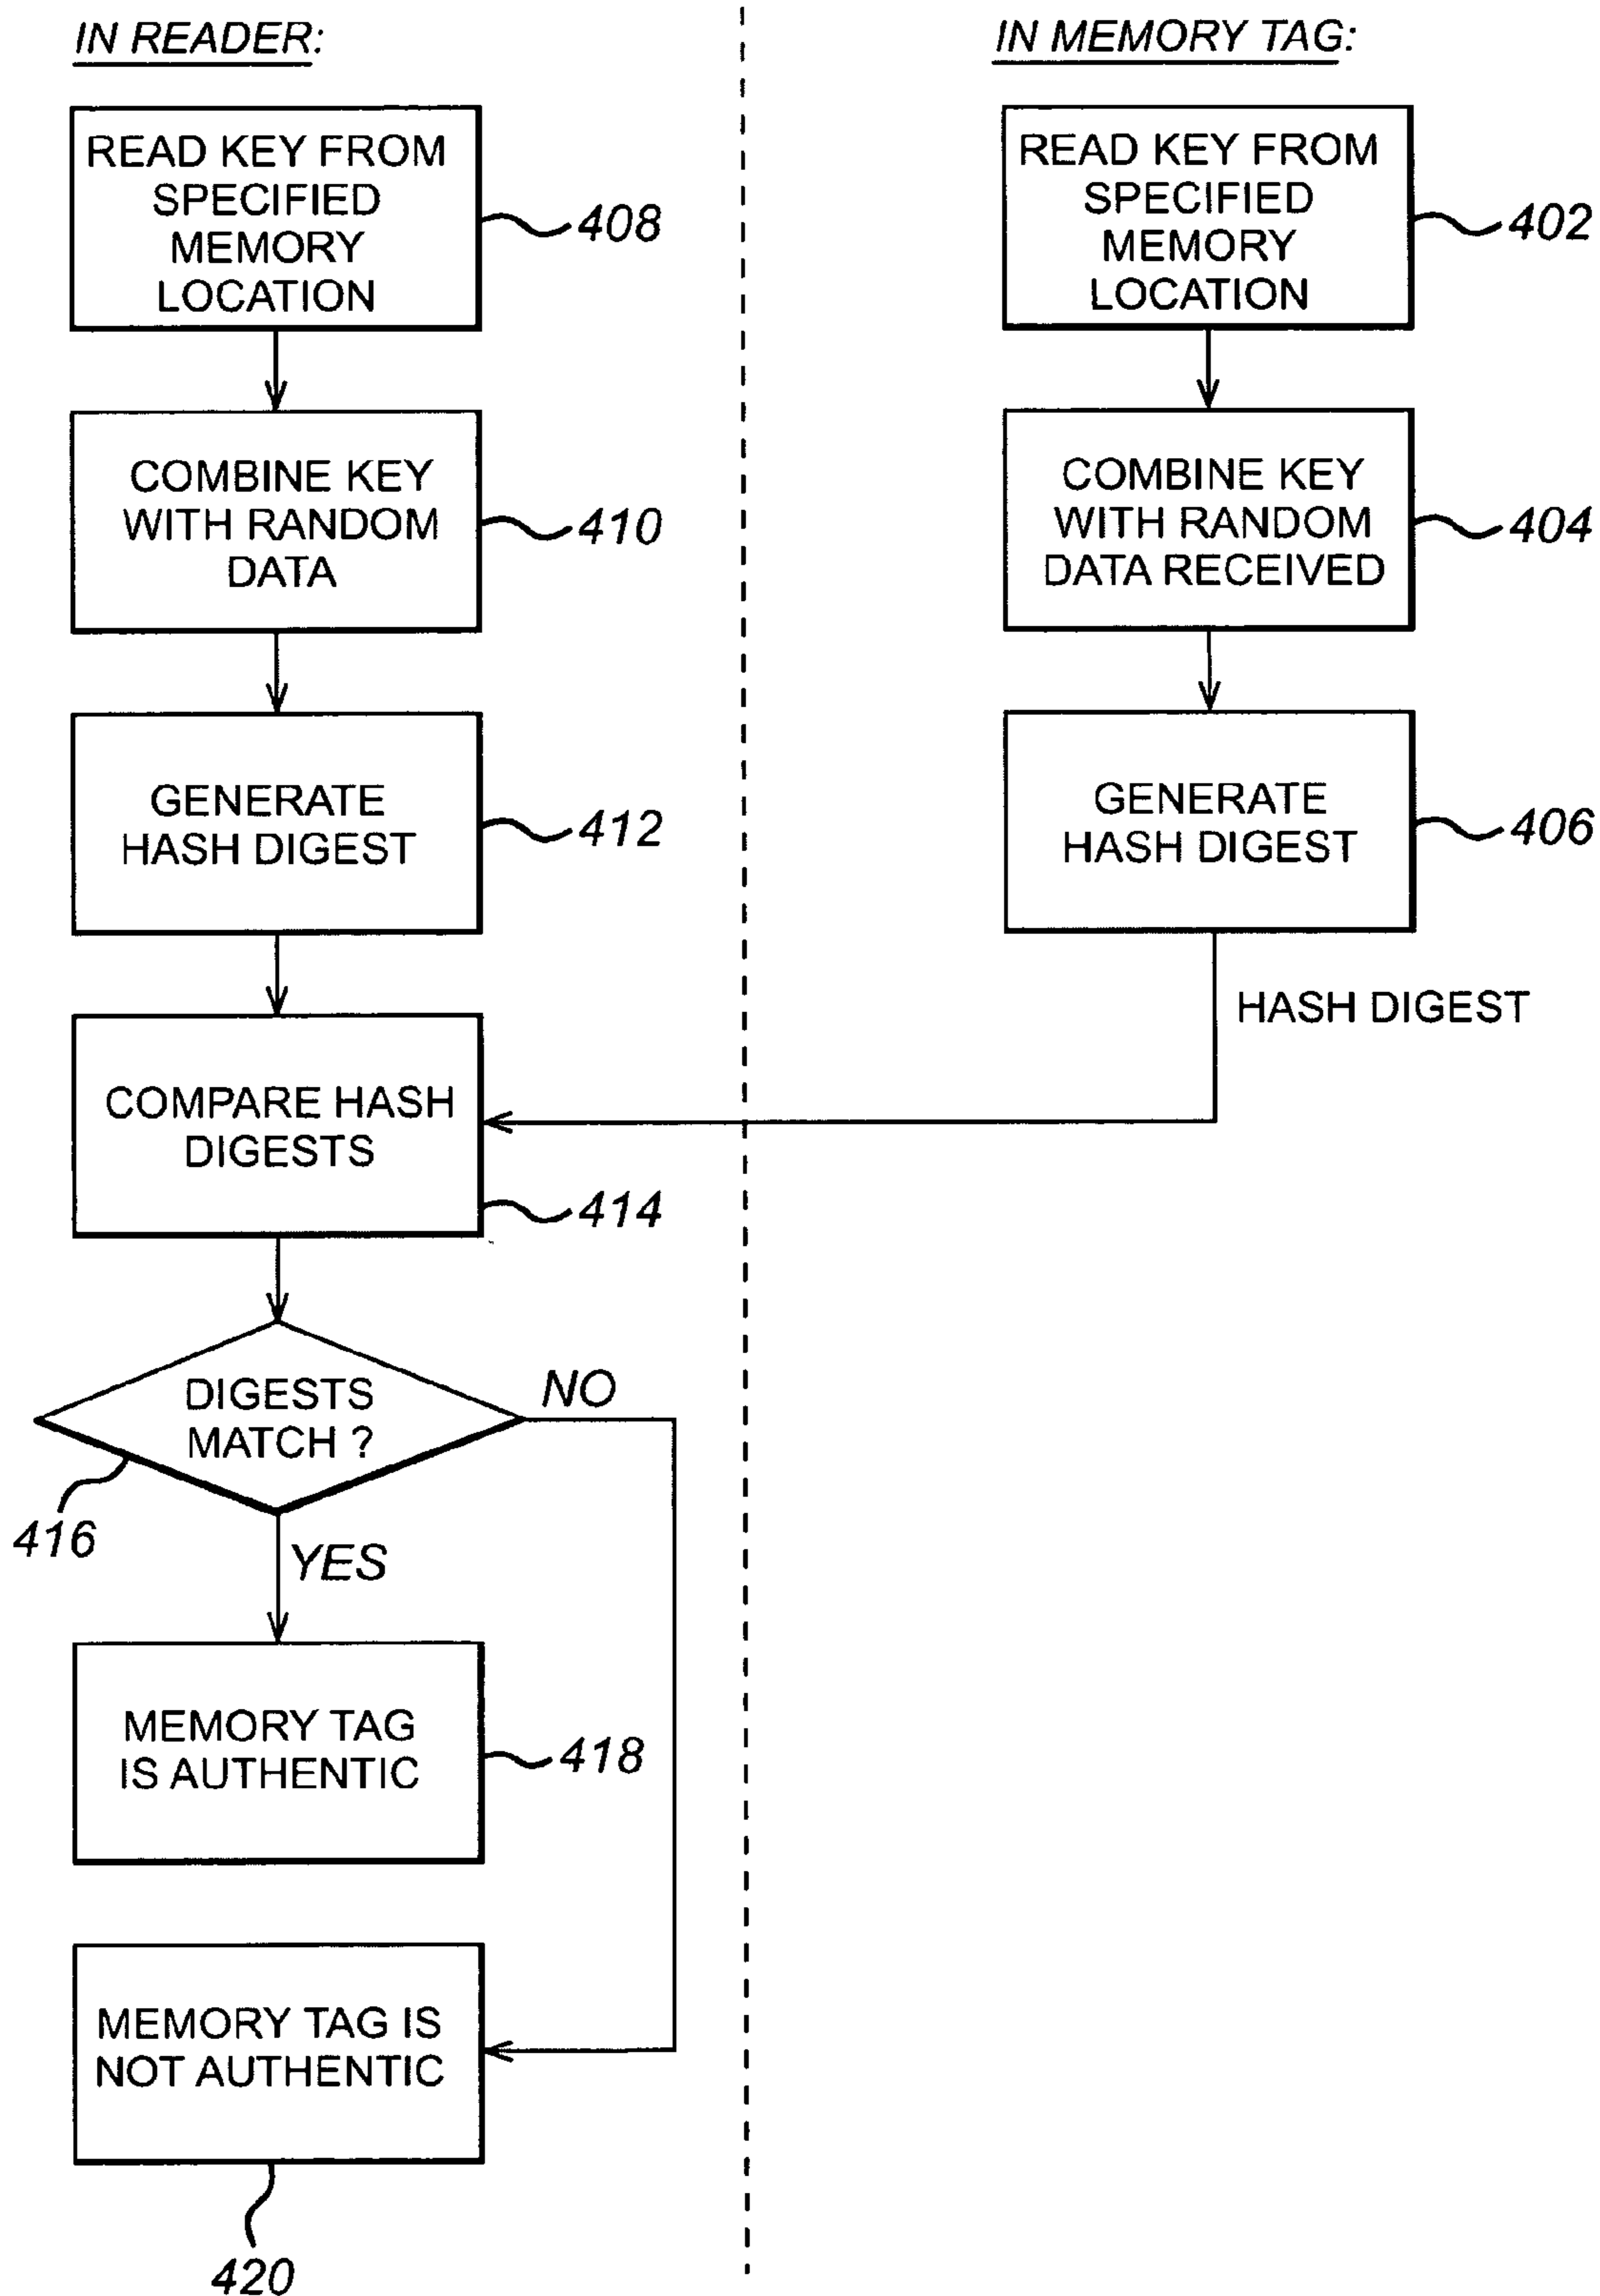 IN READER:
READ KEY FROM
SPECIFIED
MEMORY
LOCATION
408
COMBINE KEY
WITH RANDOM
DATA
410
GENERATE
HASH DIGEST
412
COMPARE HASH
DIGESTS
414
DIGESTS
MATCH ?
NO
416
YES
MEMORY TAG
IS AUTHENTIC
418
MEMORY TAG IS
NOT AUTHENTIC
420
IN MEMORY TAG:
READ KEY FROM
SPECIFIED
MEMORY
LOCATION
402
COMBINE KEY
WITH RANDOM
DATA RECEIVED
404
GENERATE
HASH DIGEST
406
HASH DIGEST